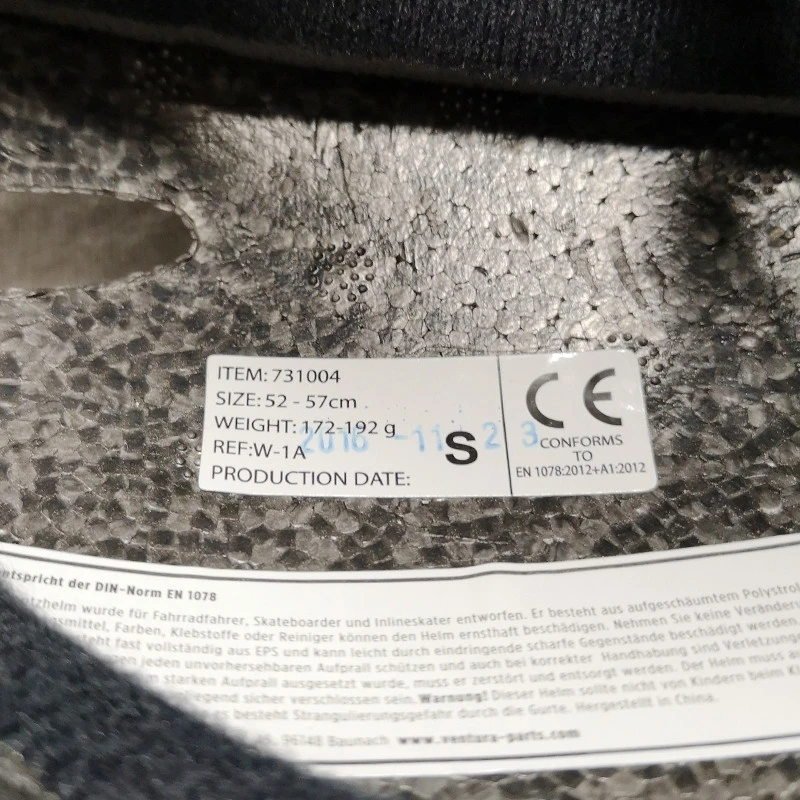 ITEM: 731004
SIZE: 52 - 57cm
WEIGHT: 172-192 g
REF:W-1A
2016 -11 23
S
PRODUCTION DATE:
CE
CONFORMS
TO
EN 1078:2012+A1:2012
entspricht der DIN-Norm EN 1078
wurde für Fahrradfahrer, Skateboarder und Inlineskater entworfen. Er besteht aus aufgeschäumtem
Farben, Klebstoffe oder Reiniger können den Helm ernsthaft beschädigen. Nehmen Sie keine
fast vollständig aus EPS und kann leicht durch eindringende scharfe Gegenstände beschädigt werden.
jeden unvorhersehbaren Aufprall schützen und auch bei korrekter Handhabung sind
starken Aufprall ausgesetzt wurde, muss er zerstört und entsorgt werden. Der Helm muss
sicher verschlossen sein. Warnung! Dieser Helm sollte nicht von Kindern beim
es besteht Strangulierungsgefahr durch die Gurte. Hergestellt in China.
96148 Baunach www.ventura-parts.com